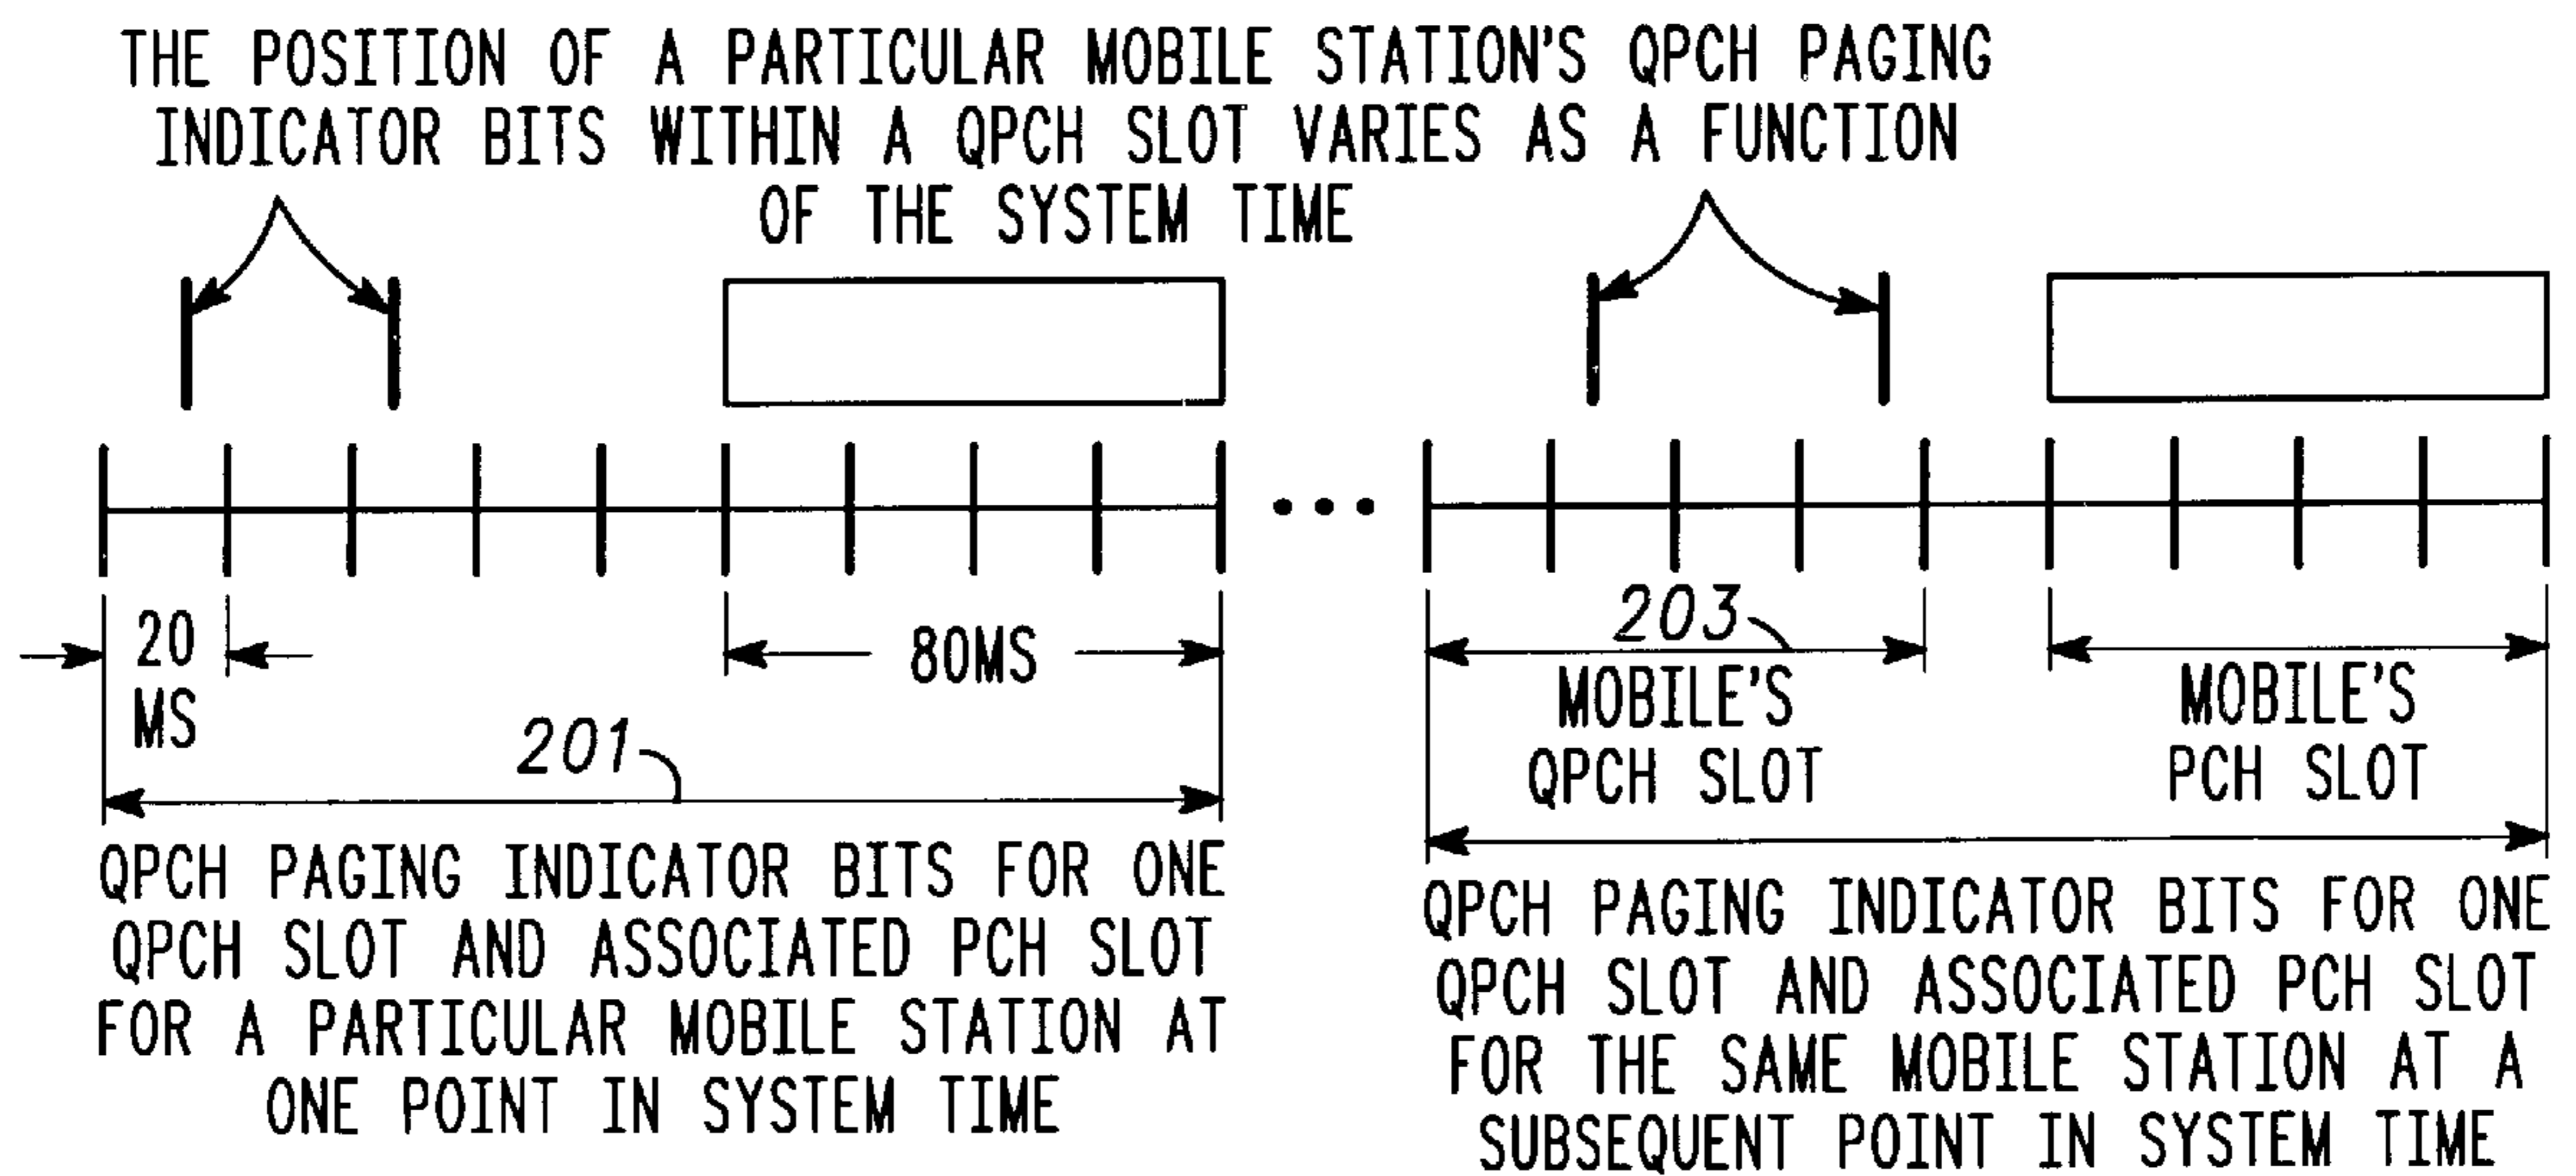 THE POSITION OF A PARTICULAR MOBILE STATION'S QPCH PAGING
INDICATOR BITS WITHIN A QPCH SLOT VARIES AS A FUNCTION
OF THE SYSTEM TIME
20
MS
80MS
201
QPCH PAGING INDICATOR BITS FOR ONE
QPCH SLOT AND ASSOCIATED PCH SLOT
FOR A PARTICULAR MOBILE STATION AT
ONE POINT IN SYSTEM TIME
203
MOBILE'S
QPCH SLOT
MOBILE'S
PCH SLOT
QPCH PAGING INDICATOR BITS FOR ONE
QPCH SLOT AND ASSOCIATED PCH SLOT
FOR THE SAME MOBILE STATION AT A
SUBSEQUENT POINT IN SYSTEM TIME